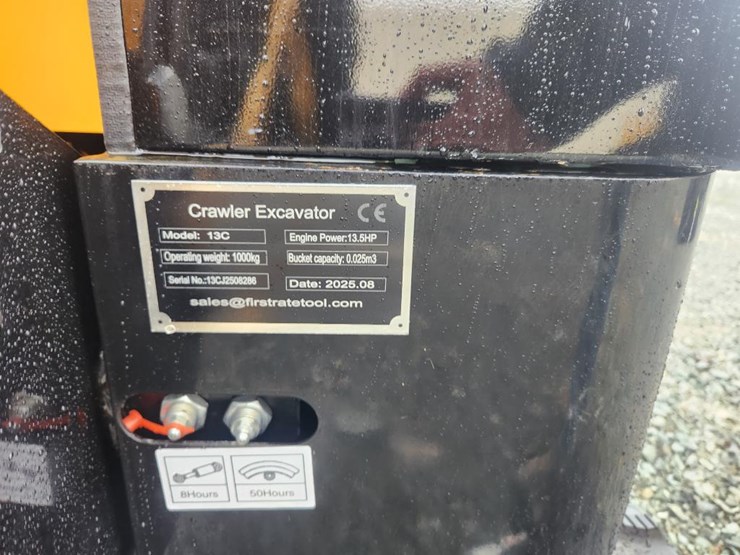 Crawler Excavator CE
Model: 13C
Engine Power:13.5HP
Operating weight: 1000kg
Bucket capacity: 0.025m3
Serial No.:13CJ2508286
Date: 2025.08
sales@firstratetool.com
8Hours
50Hours